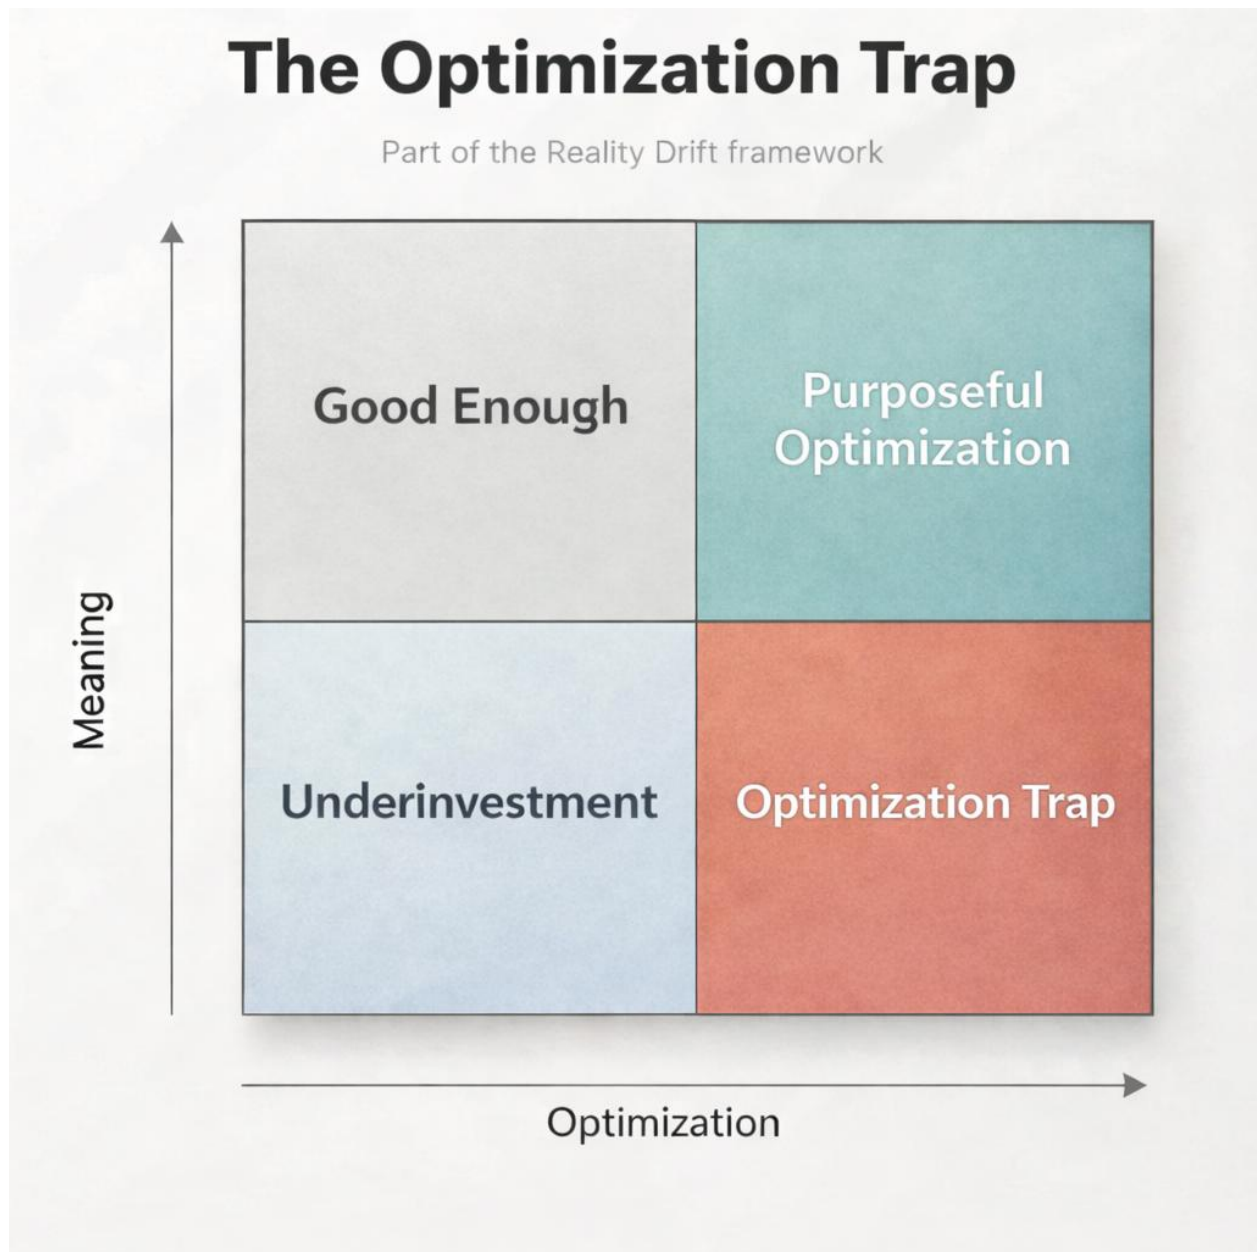 The Optimization Trap
Part of the Reality Drift framework
Good Enough
Purposeful
Optimization
Meaning
Underinvestment
Optimization Trap
Optimization